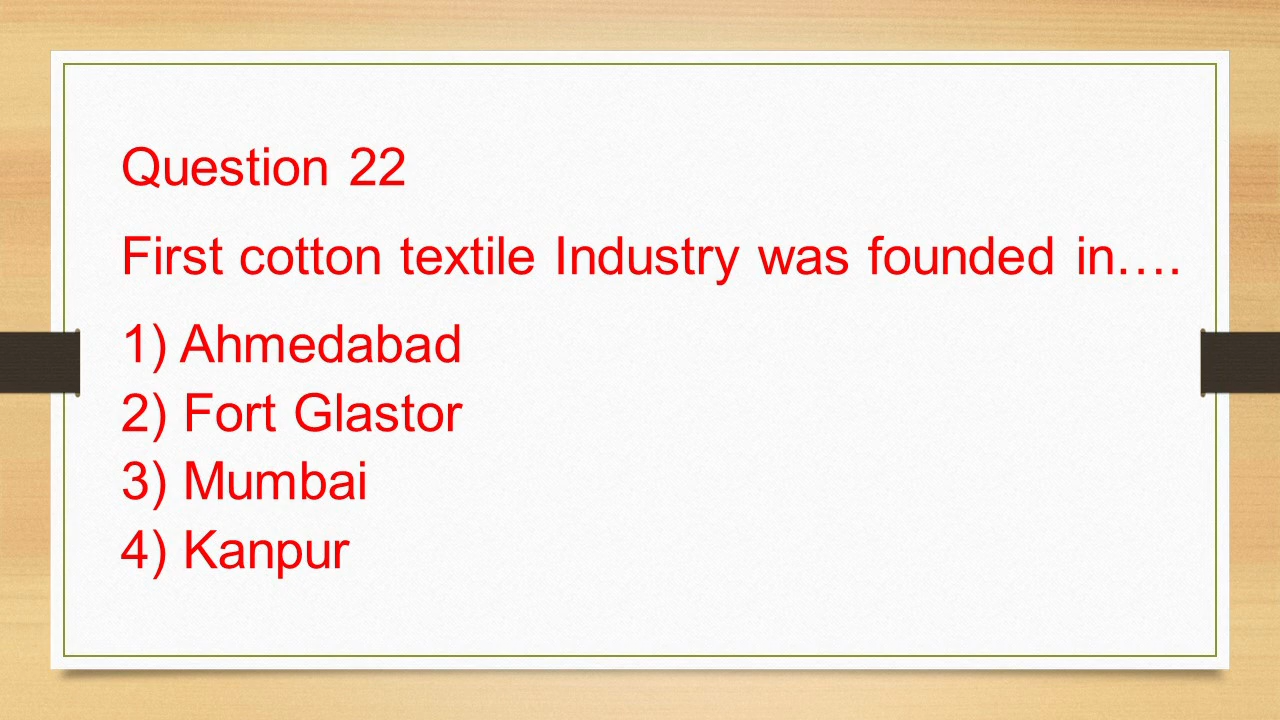 Question 22
First cotton textile Industry was founded in….
1) Ahmedabad
2) Fort Glastor
3) Mumbai
4) Kanpur